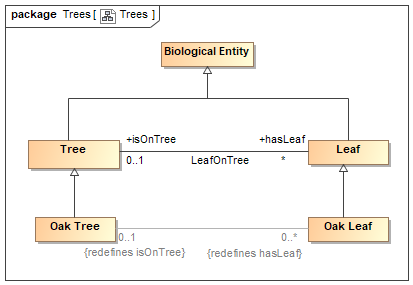 package Trees [ Trees ]
Biological Entity
+isOnTree +hasLeaf
Tree Leaf
0..1 LeafOnTree *
Oak Tree Oak Leaf
0..1 0..*
{redefines isOnTree} {redefines hasLeaf}